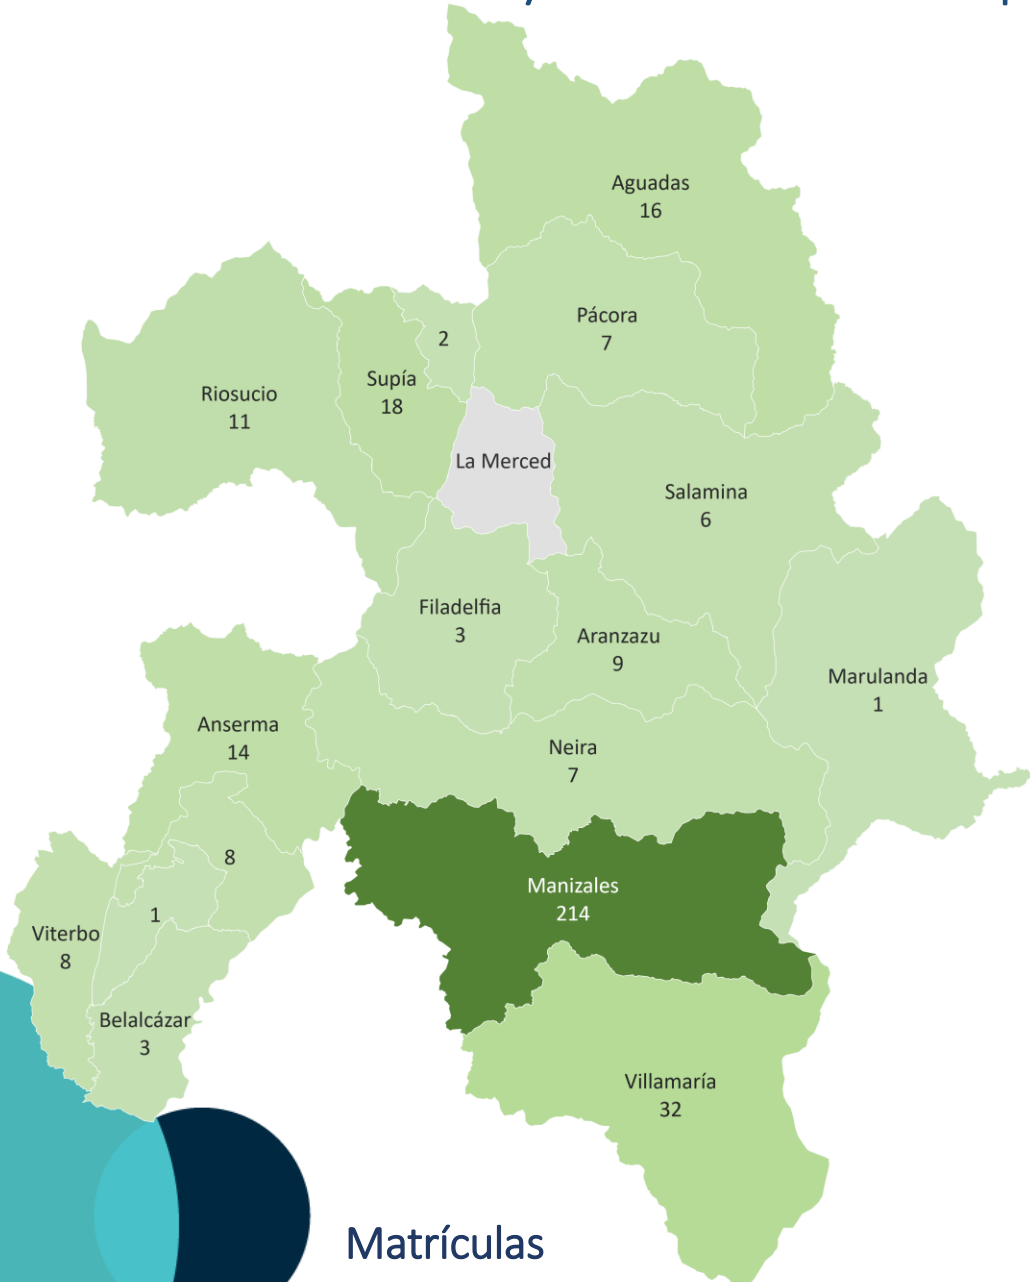 Aguadas
16
Pácora
7
2
Supía
18
Riosucio
11
La Merced
Salamina
6
Filadelfia
3
Aranzazu
9
Marulanda
1
Anserma
14
Neira
7
8
Manizales
214
1
Viterbo
8
Belalcázar
3
Villamaría
32
Matrículas